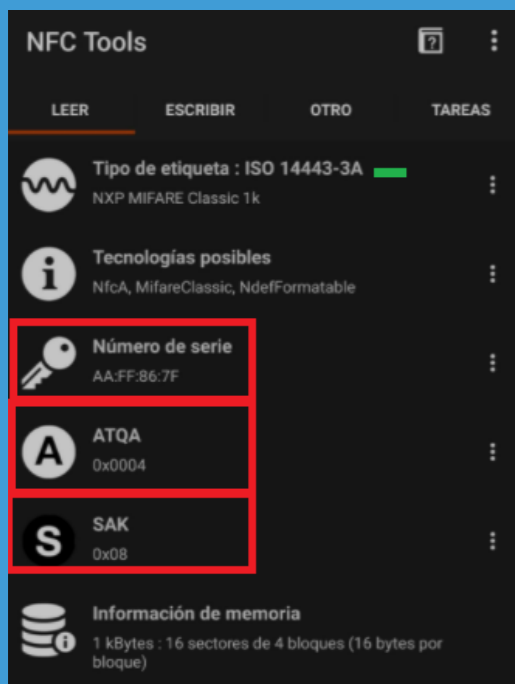 NFC Tools
LEER ESCRIBIR OTRO TAREAS
Tipo de etiqueta : ISO 14443-3A
NXP MIFARE Classic 1k
Tecnologías posibles
NfcA, MifareClassic, NdefFormatable
Número de serie
AA:FF:86:7F
A
ATQA
0x0004
S
SAK
0x08
Información de memoria
1 kBytes : 16 sectores de 4 bloques (16 bytes por
bloque)